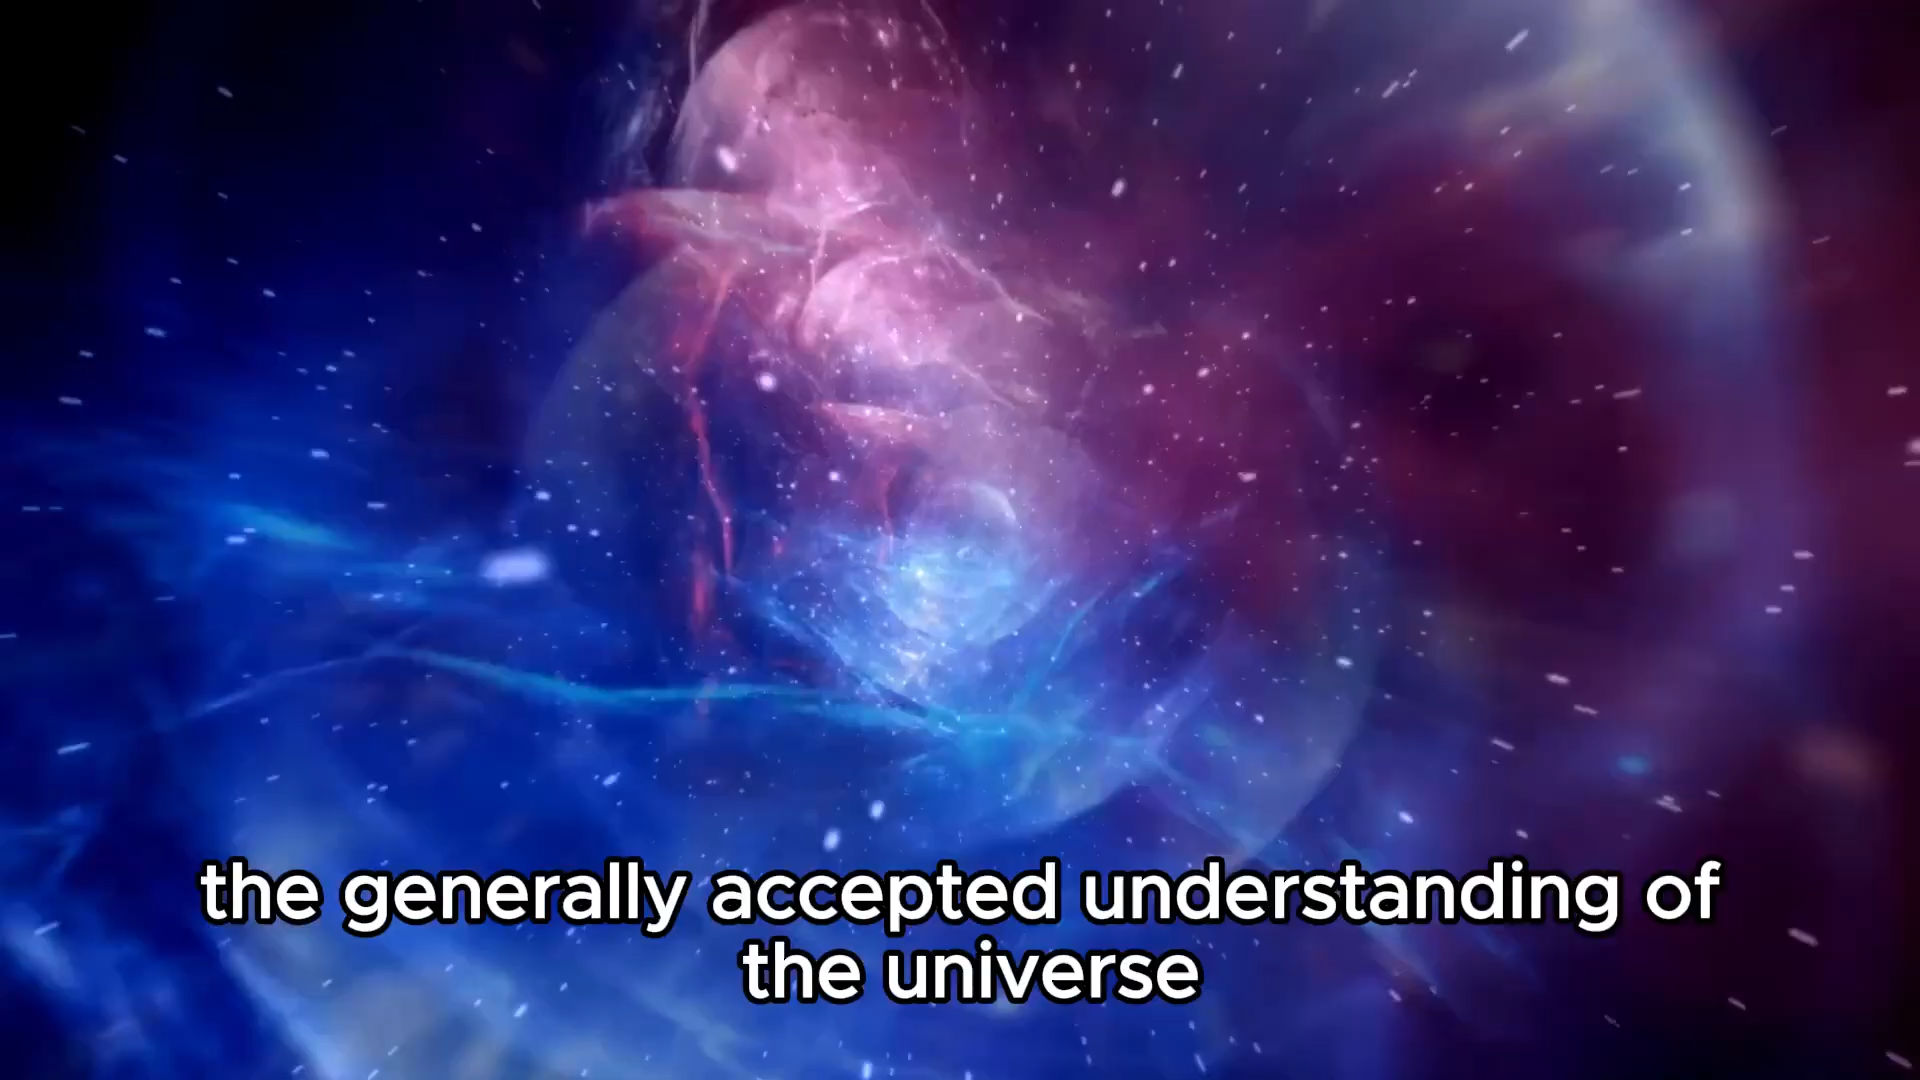 the generally accepted understanding of
the universe